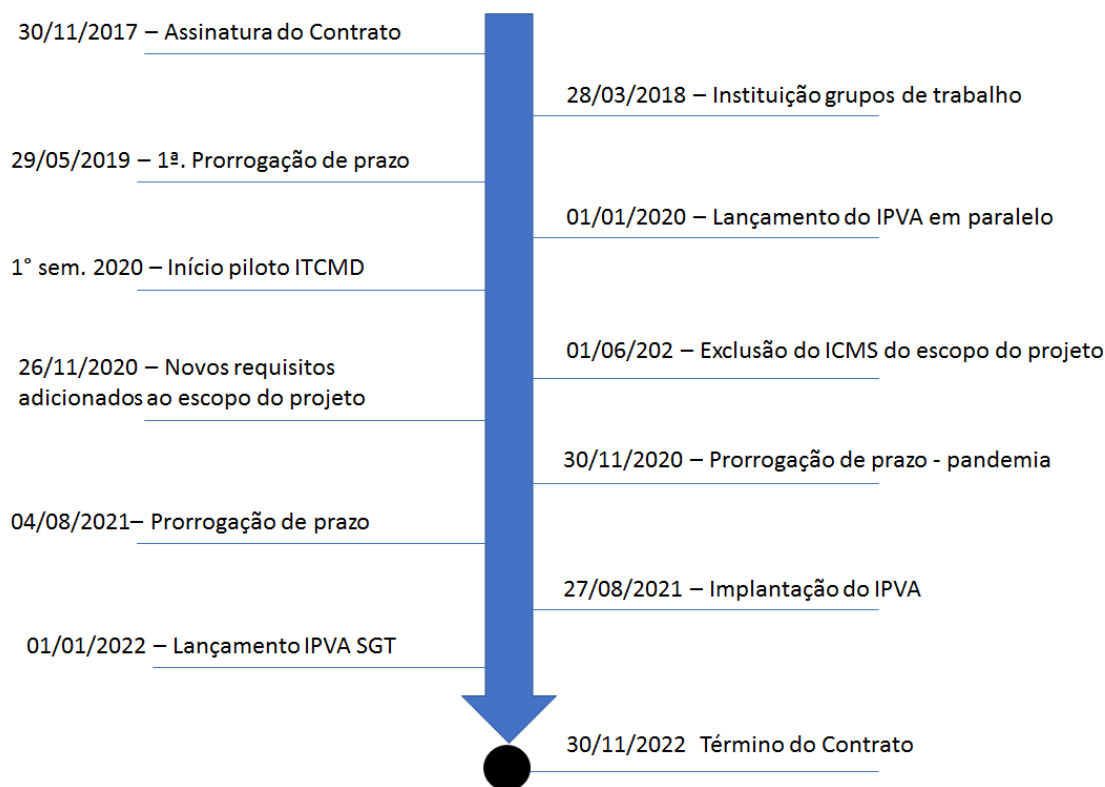 30/11/2017 – Assinatura do Contrato
28/03/2018 – Instituição grupos de trabalho
29/05/2019 – 1ª. Prorrogação de prazo
01/01/2020 – Lançamento do IPVA em paralelo
1° sem. 2020 – Início piloto ITCMD
01/06/202 – Exclusão do ICMS do escopo do projeto
26/11/2020 – Novos requisitos
adicionados ao escopo do projeto
30/11/2020 – Prorrogação de prazo - pandemia
04/08/2021– Prorrogação de prazo
27/08/2021 – Implantação do IPVA
01/01/2022 – Lançamento IPVA SGT
30/11/2022 Término do Contrato